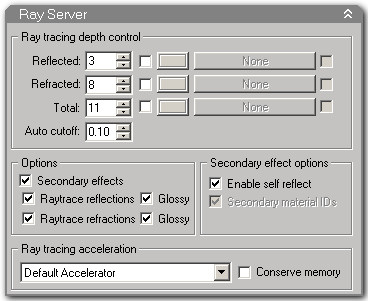 Ray Server
Ray tracing depth control
Reflected: 3 None
Refracted: 8 None
Total: 11 None
Auto cutoff: 0.10
Options
Secondary effects
Raytrace reflections Glossy
Raytrace refractions Glossy
Secondary effect options
Enable self reflect
Secondary material IDs
Ray tracing acceleration
Default Accelerator Conserve memory